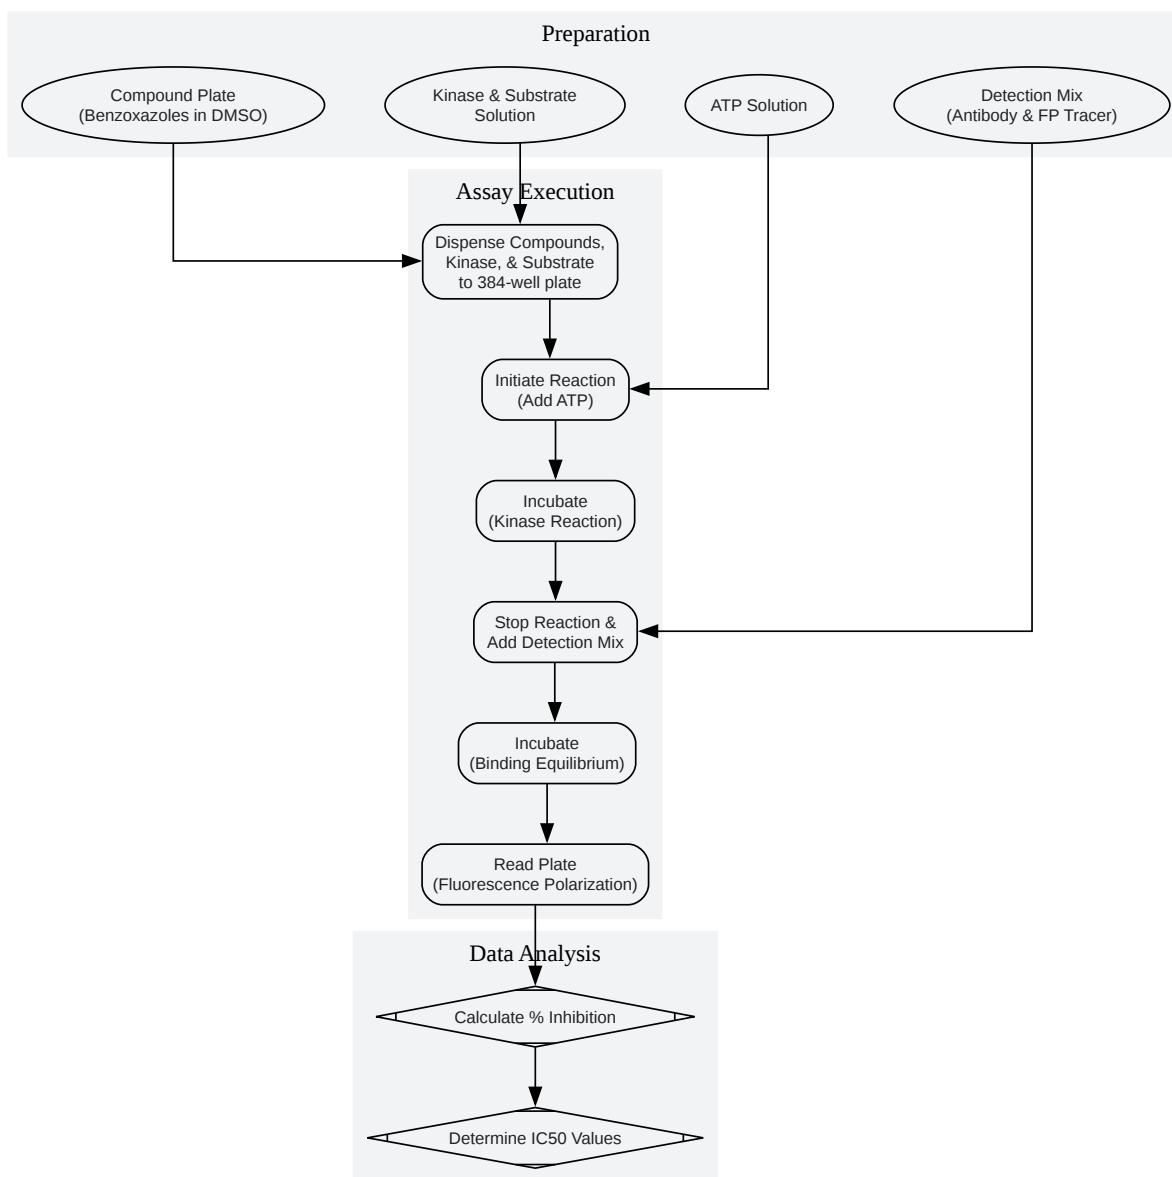 Preparation
Compound Plate
(Benzoxazoles in DMSO)
Kinase & Substrate
Solution
ATP Solution
Detection Mix
(Antibody & FP Tracer)
Assay Execution
Dispense Compounds,
Kinase, & Substrate
to 384-well plate
Initiate Reaction
(Add ATP)
Incubate
(Kinase Reaction)
Stop Reaction &
Add Detection Mix
Incubate
(Binding Equilibrium)
Read Plate
(Fluorescence Polarization)
Data Analysis
Calculate % Inhibition
Determine IC50 Values